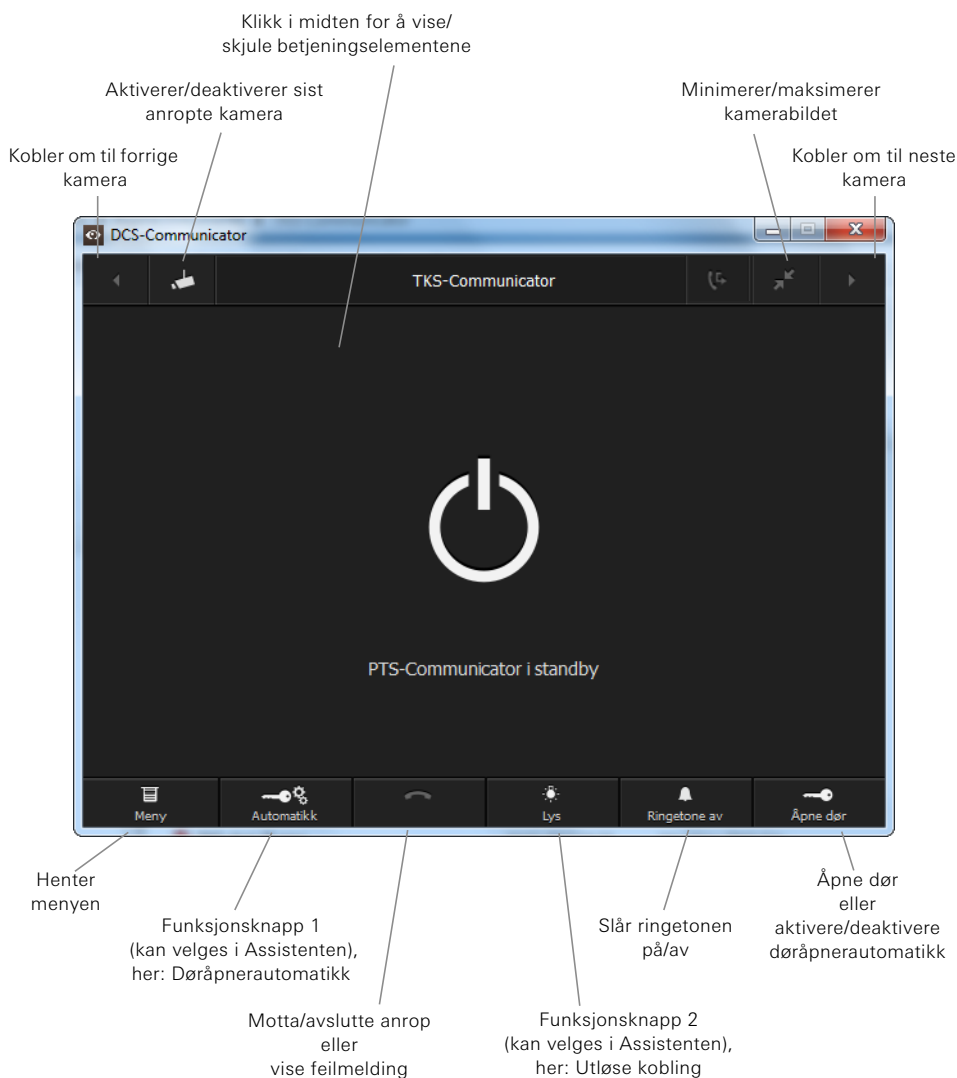 Klikk i midten for å vise/
skjule betjeningselementene
Aktiverer/deaktiverer sist
anropte kamera
Minimerer/maksimerer
kamerabildet
Kobler om til forrige
kamera
Kobler om til neste
kamera
DCS-Communicator
TKS-Communicator
PTS-Communicator i standby
Meny
Automatikk
Lys
Ringetone av
Åpne dør
Henter
menyen
Funksjonsknapp 1
(kan velges i Assistenten),
her: Døråpnerautomatikk
Slår ringetonen
på/av
Åpne dør
eller
aktivere/deaktivere
døråpnerautomatikk
Motta/avslutte anrop
eller
vise feilmelding
Funksjonsknapp 2
(kan velges i Assistenten),
her: Utløse kobling